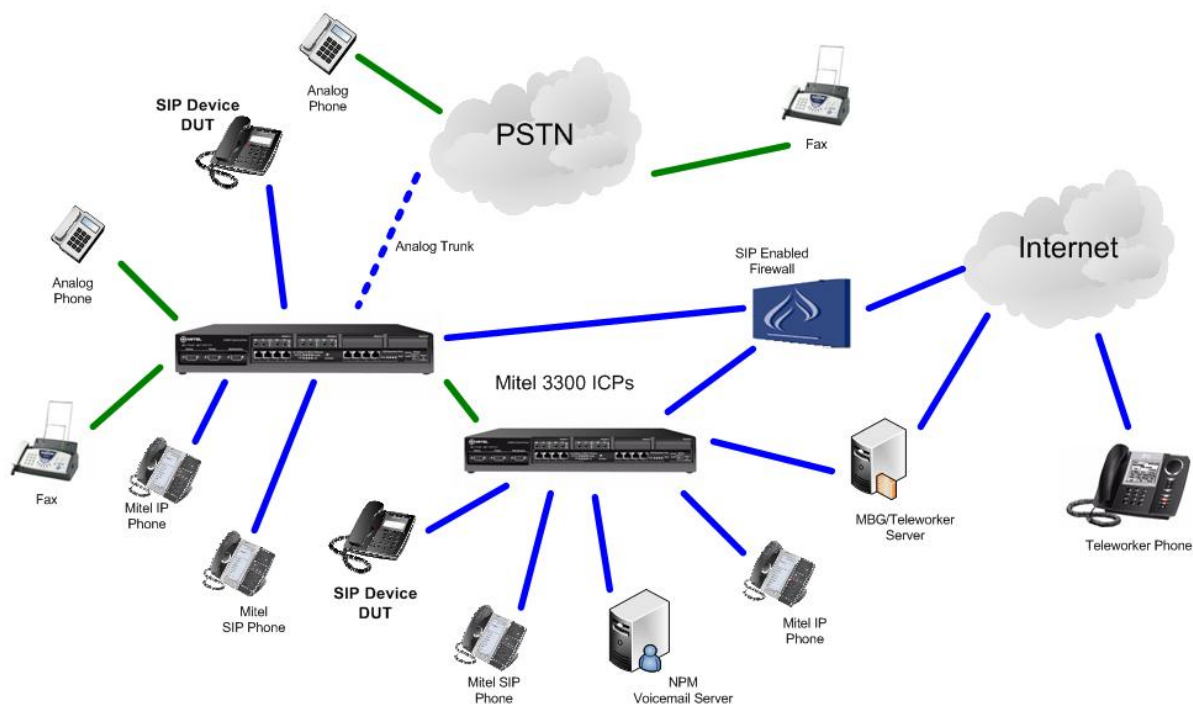 Analog
Phone
PSTN
Fax
SIP Device
DUT
Analog Trunk
Internet
SIP Enabled
Firewall
Analog
Phone
MITEL
Mitel 3300 ICPs
MITEL
Fax
Mitel IP
Phone
Mitel
SIP Phone
SIP Device
DUT
Mitel SIP
Phone
NPM
Voicemail Server
Mitel IP
Phone
MBG/Teleworker
Server
Teleworker Phone